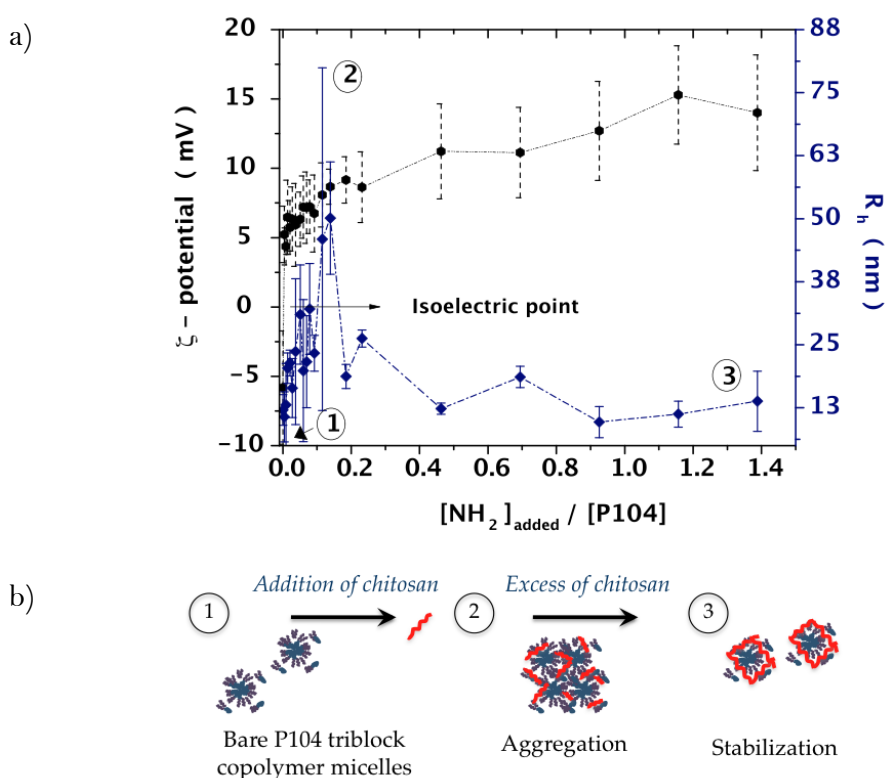 a)
20
15
10
5
0
−5
−10
ζ − potential ( mV )
88
75
63
50
38
25
13
R h ( nm )
2
Isoelectric point
3
1
0.0 0.2 0.4 0.6 0.8 1.0 1.2 1.4
[NH 2 ] added / [P104]
b)
1
Addition of chitosan
2
Excess of chitosan
3
Bare P104 triblock
copolymer micelles
Aggregation
Stabilization